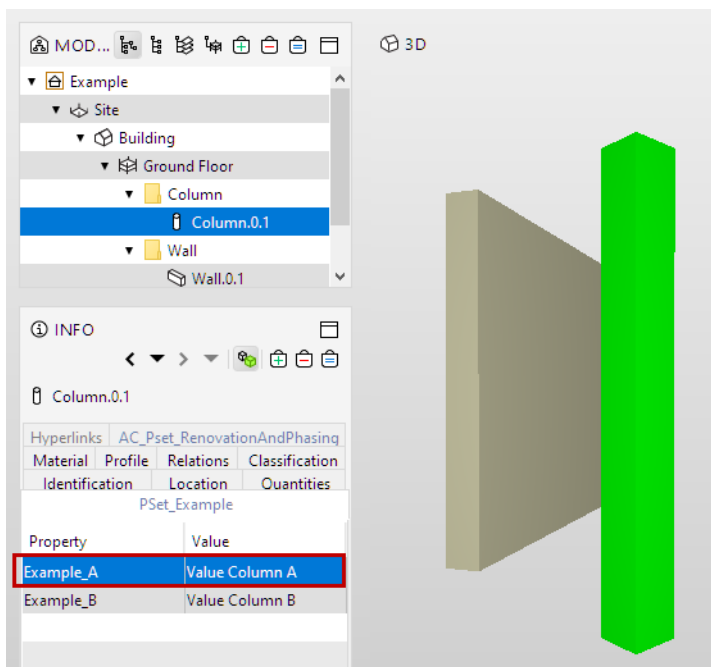 MOD...
3D
Example
Site
Building
Ground Floor
Column
Column.0.1
Wall
Wall.0.1
INFO
Column.0.1
Hyperlinks AC_Pset_RenovationAndPhasing
Material Profile Relations Classification
Identification Location Quantities
PSet_Example
Property Value
Example_A Value Column A
Example_B Value Column B